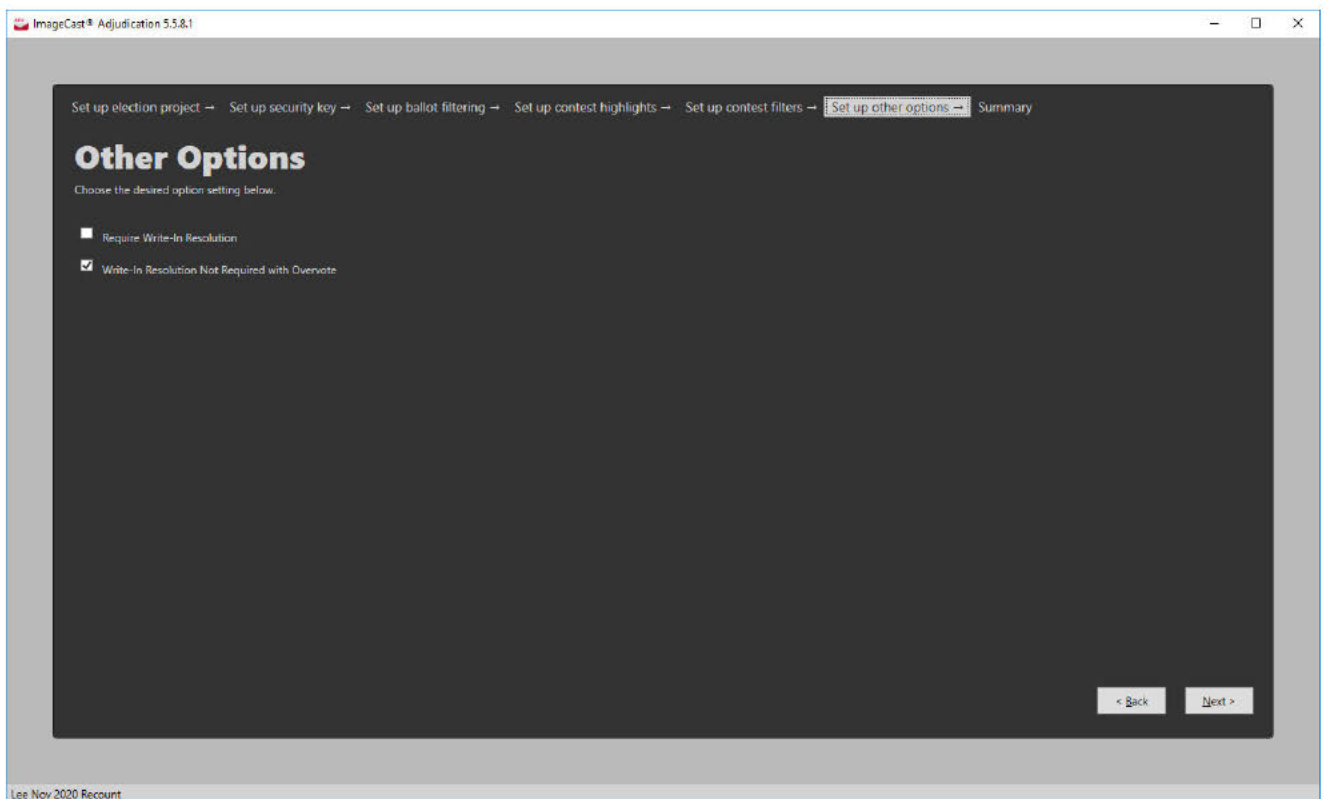 ImageCast® Adjudication 5.5.8.1
Set up election project → Set up security key → Set up ballot filtering → Set up contest highlights → Set up contest filters → Set up other options → Summary
Other Options
Choose the desired option setting below.
Require Write-In Resolution
Write-In Resolution Not Required with Overvote
< Back Next >
Lee Nov 2020 Recount